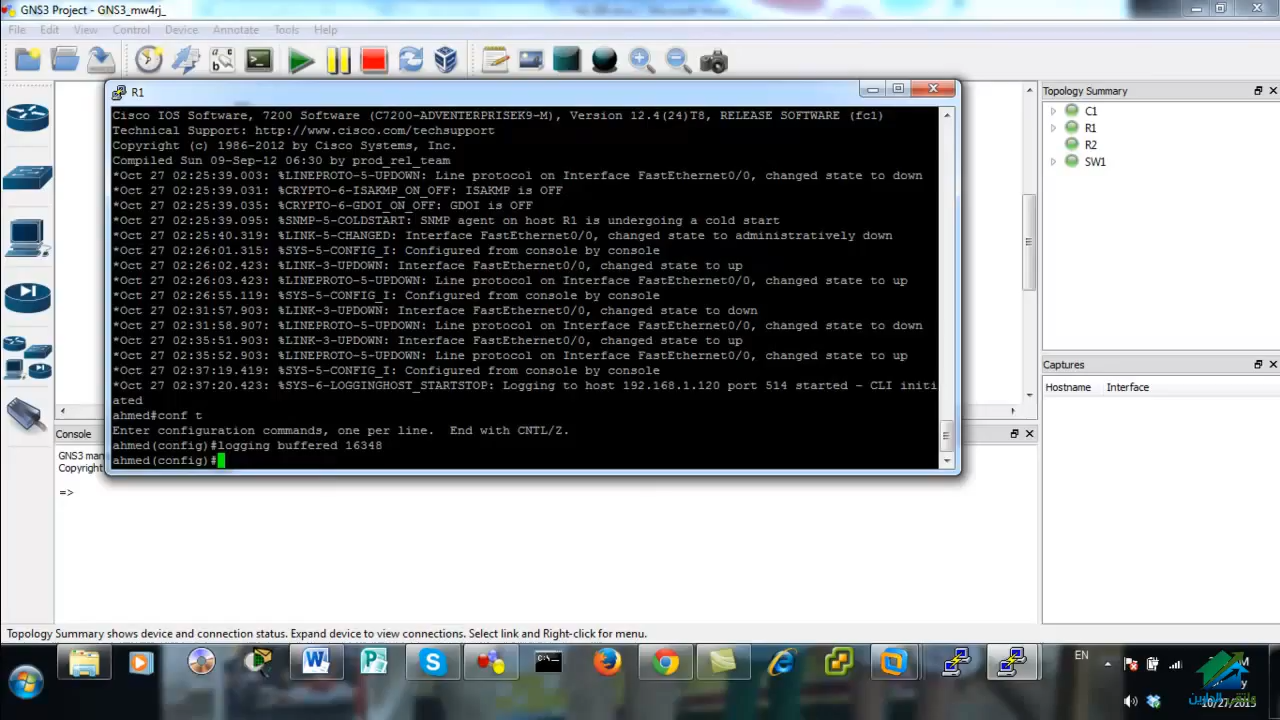 GNS3 Project - GNS3_mw4rj_
File Edit View Control Device Annotate Tools Help
R1
Cisco IOS Software, 7200 Software (C7200-ADVENTERPRISEK9-M), Version 12.4(24)T8, RELEASE SOFTWARE (fc1)
Technical Support: http://www.cisco.com/techsupport
Copyright (c) 1986-2012 by Cisco Systems, Inc.
Compiled Sun 09-Sep-12 06:30 by prod_rel_team
*Oct 27 02:25:39.003: %LINEPROTO-5-UPDOWN: Line protocol on Interface FastEthernet0/0, changed state to down
*Oct 27 02:25:39.031: %CRYPTO-6-ISAKMP_ON_OFF: ISAKMP is OFF
*Oct 27 02:25:39.035: %CRYPTO-6-GDOI_ON_OFF: GDOI is OFF
*Oct 27 02:25:39.095: %SNMP-5-COLDSTART: SNMP agent on host R1 is undergoing a cold start
*Oct 27 02:25:40.319: %LINK-5-CHANGED: Interface FastEthernet0/0, changed state to administratively down
*Oct 27 02:26:01.315: %SYS-5-CONFIG_I: Configured from console by console
*Oct 27 02:26:02.423: %LINK-3-UPDOWN: Interface FastEthernet0/0, changed state to up
*Oct 27 02:26:03.423: %LINEPROTO-5-UPDOWN: Line protocol on Interface FastEthernet0/0, changed state to up
*Oct 27 02:26:55.119: %SYS-5-CONFIG_I: Configured from console by console
*Oct 27 02:31:57.903: %LINK-3-UPDOWN: Interface FastEthernet0/0, changed state to down
*Oct 27 02:31:58.907: %LINEPROTO-5-UPDOWN: Line protocol on Interface FastEthernet0/0, changed state to down
*Oct 27 02:35:51.903: %LINK-3-UPDOWN: Interface FastEthernet0/0, changed state to up
*Oct 27 02:35:52.903: %LINEPROTO-5-UPDOWN: Line protocol on Interface FastEthernet0/0, changed state to up
*Oct 27 02:37:19.419: %SYS-5-CONFIG_I: Configured from console by console
*Oct 27 02:37:20.423: %SYS-6-LOGGINGHOST_STARTSTOP: Logging to host 192.168.1.120 port 514 started - CLI initi
ated
ahmed#conf t
Enter configuration commands, one per line. End with CNTL/Z.
ahmed(config)#logging buffered 16348
ahmed(config)#
Topology Summary
C1
R1
R2
SW1
Captures
Hostname Interface
Console
GNS3 man
Copyright
=>
Topology Summary shows device and connection status. Expand device to view connections. Select link and Right-click for menu.
EN
10/27/2015